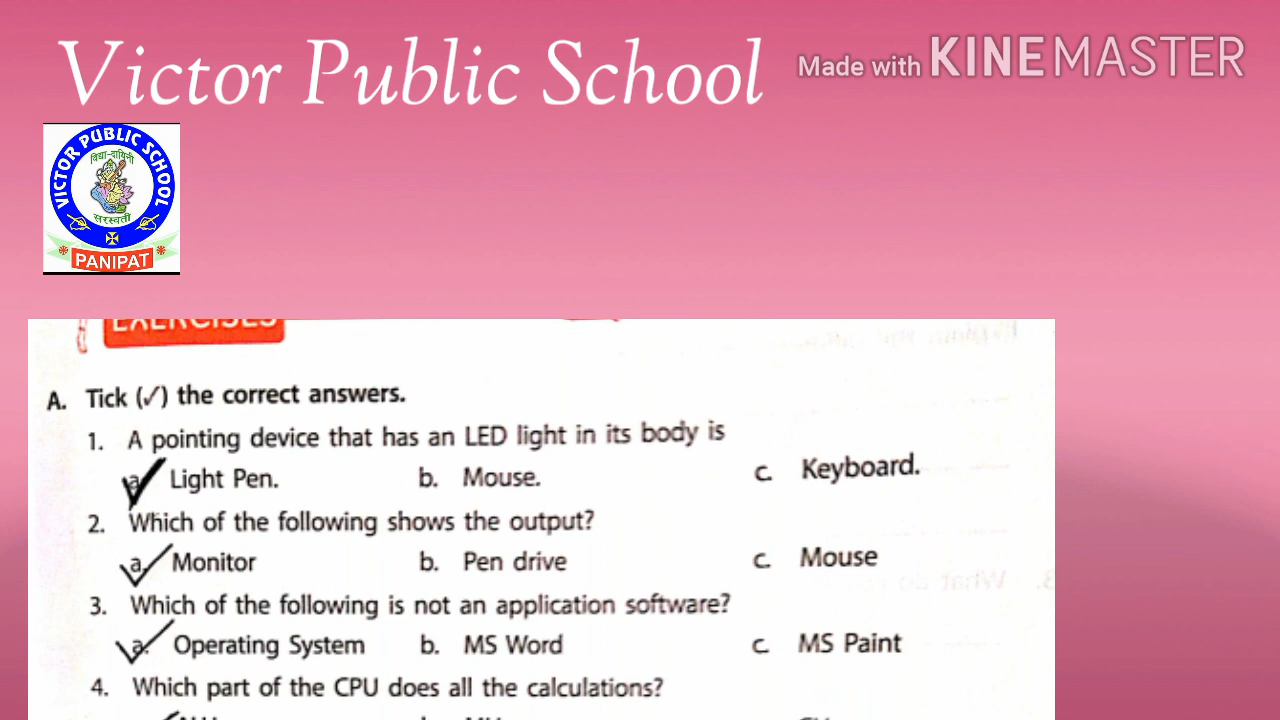 Victor Public School
Made with KINEMASTER
VICTOR PUBLIC SCHOOL
विद्या-दायिनी
सरस्वती
PANIPAT
EXERCISES
A. Tick (✓) the correct answers.
1. A pointing device that has an LED light in its body is
a. Light Pen. b. Mouse. c. Keyboard.
2. Which of the following shows the output?
a. Monitor b. Pen drive c. Mouse
3. Which of the following is not an application software?
a. Operating System b. MS Word c. MS Paint
4. Which part of the CPU does all the calculations?